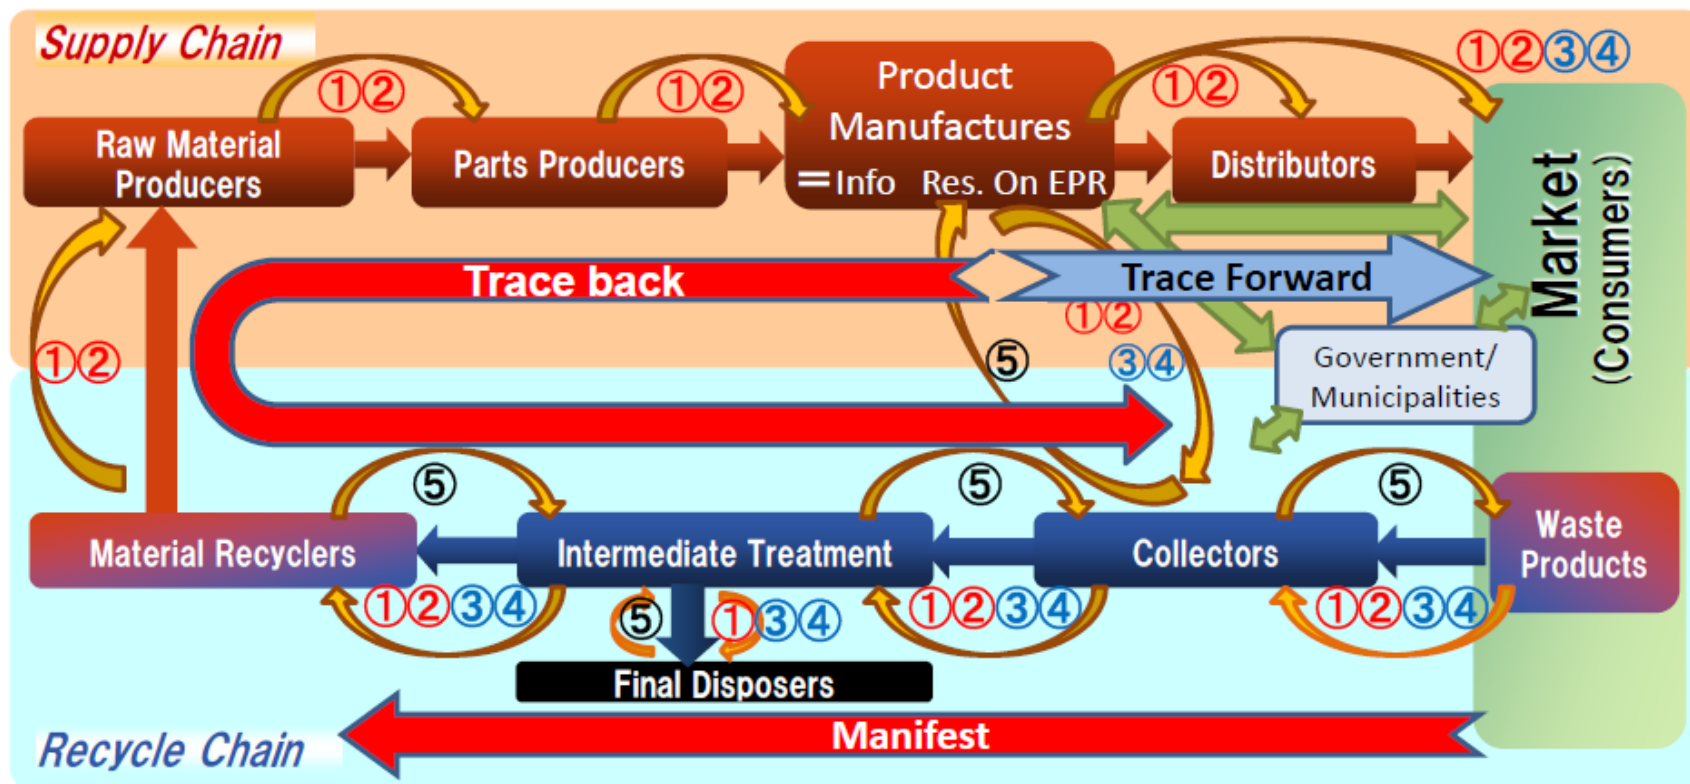 Supply Chain
①②
①②
①②
①②③④
Raw Material
Producers
Parts Producers
Product
Manufactures
=Info Res. On EPR
Distributors
Market
(Consumers)
Trace back
Trace Forward
①②
①②
③④
⑤
Government/
Municipalities
⑤
⑤
⑤
Material Recyclers
Intermediate Treatment
Collectors
Waste
Products
①②③④
⑤
①③④
①②③④
①②③④
Final Disposers
Manifest
Recycle Chain